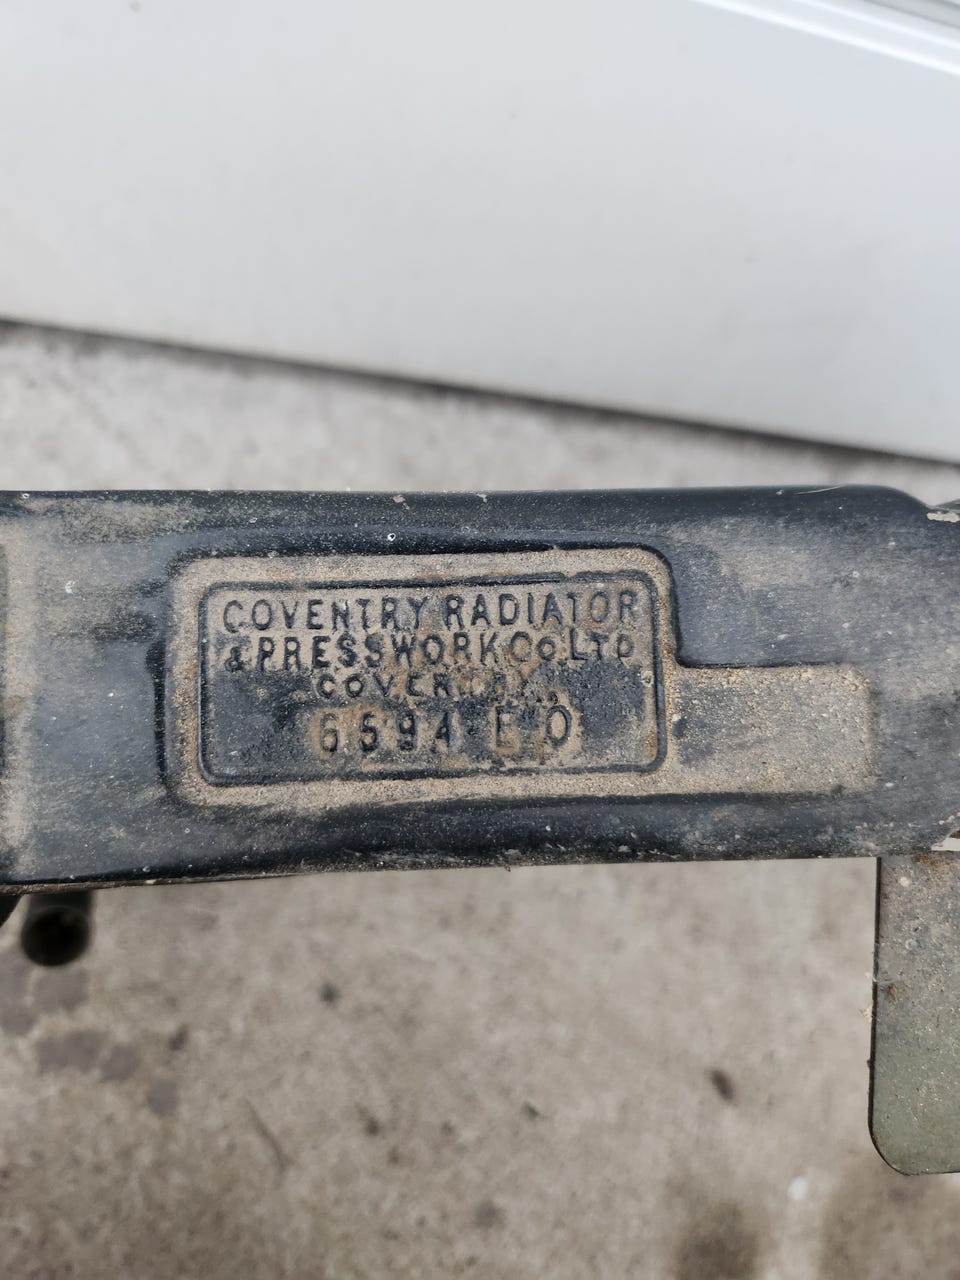 COVENTRY RADIATOR
& PRESSWORK CO LTD
COVENTRY
6594 E O